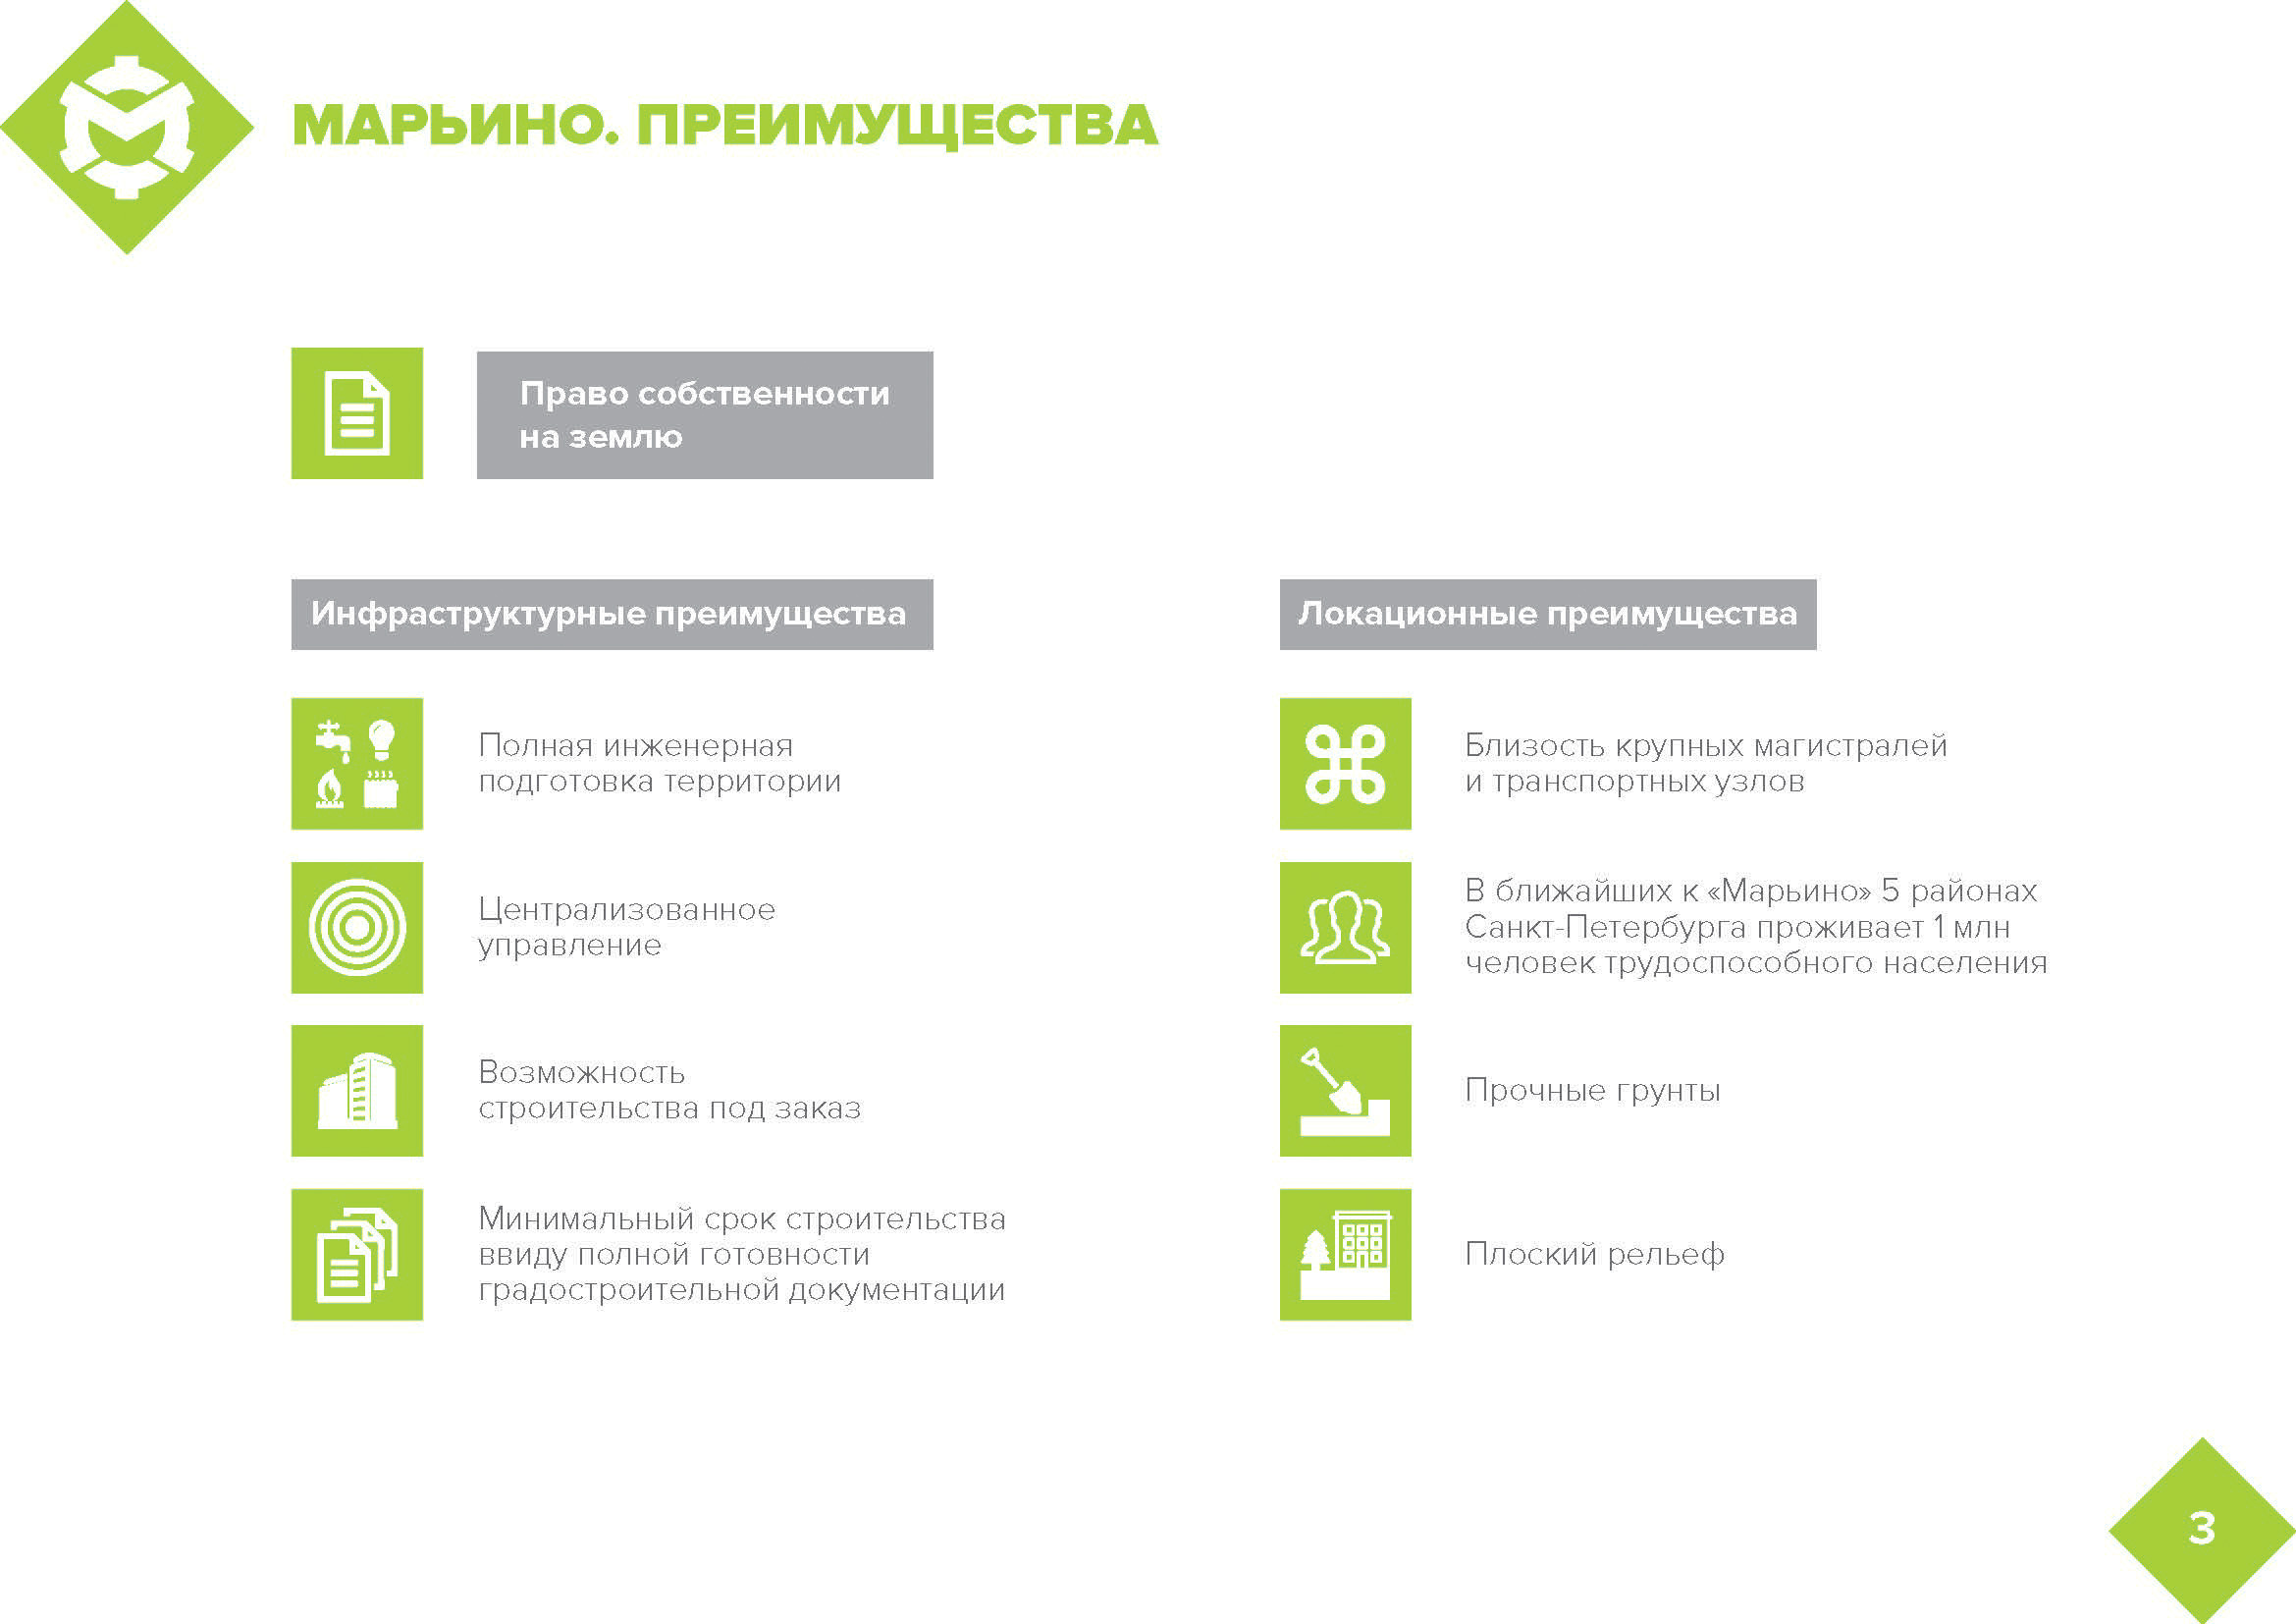 МАРЬИНО. ПРЕИМУЩЕСТВА
Право собственности
на землю
Инфраструктурные преимущества
Полная инженерная
подготовка территории
Централизованное
управление
Возможность
строительства под заказ
Минимальный срок строительства
ввиду полной готовности
градостроительной документации
Локационные преимущества
Близость крупных магистралей
и транспортных узлов
В ближайших к «Марьино» 5 районах
Санкт-Петербурга проживает 1 млн
человек трудоспособного населения
Прочные грунты
Плоский рельеф
3